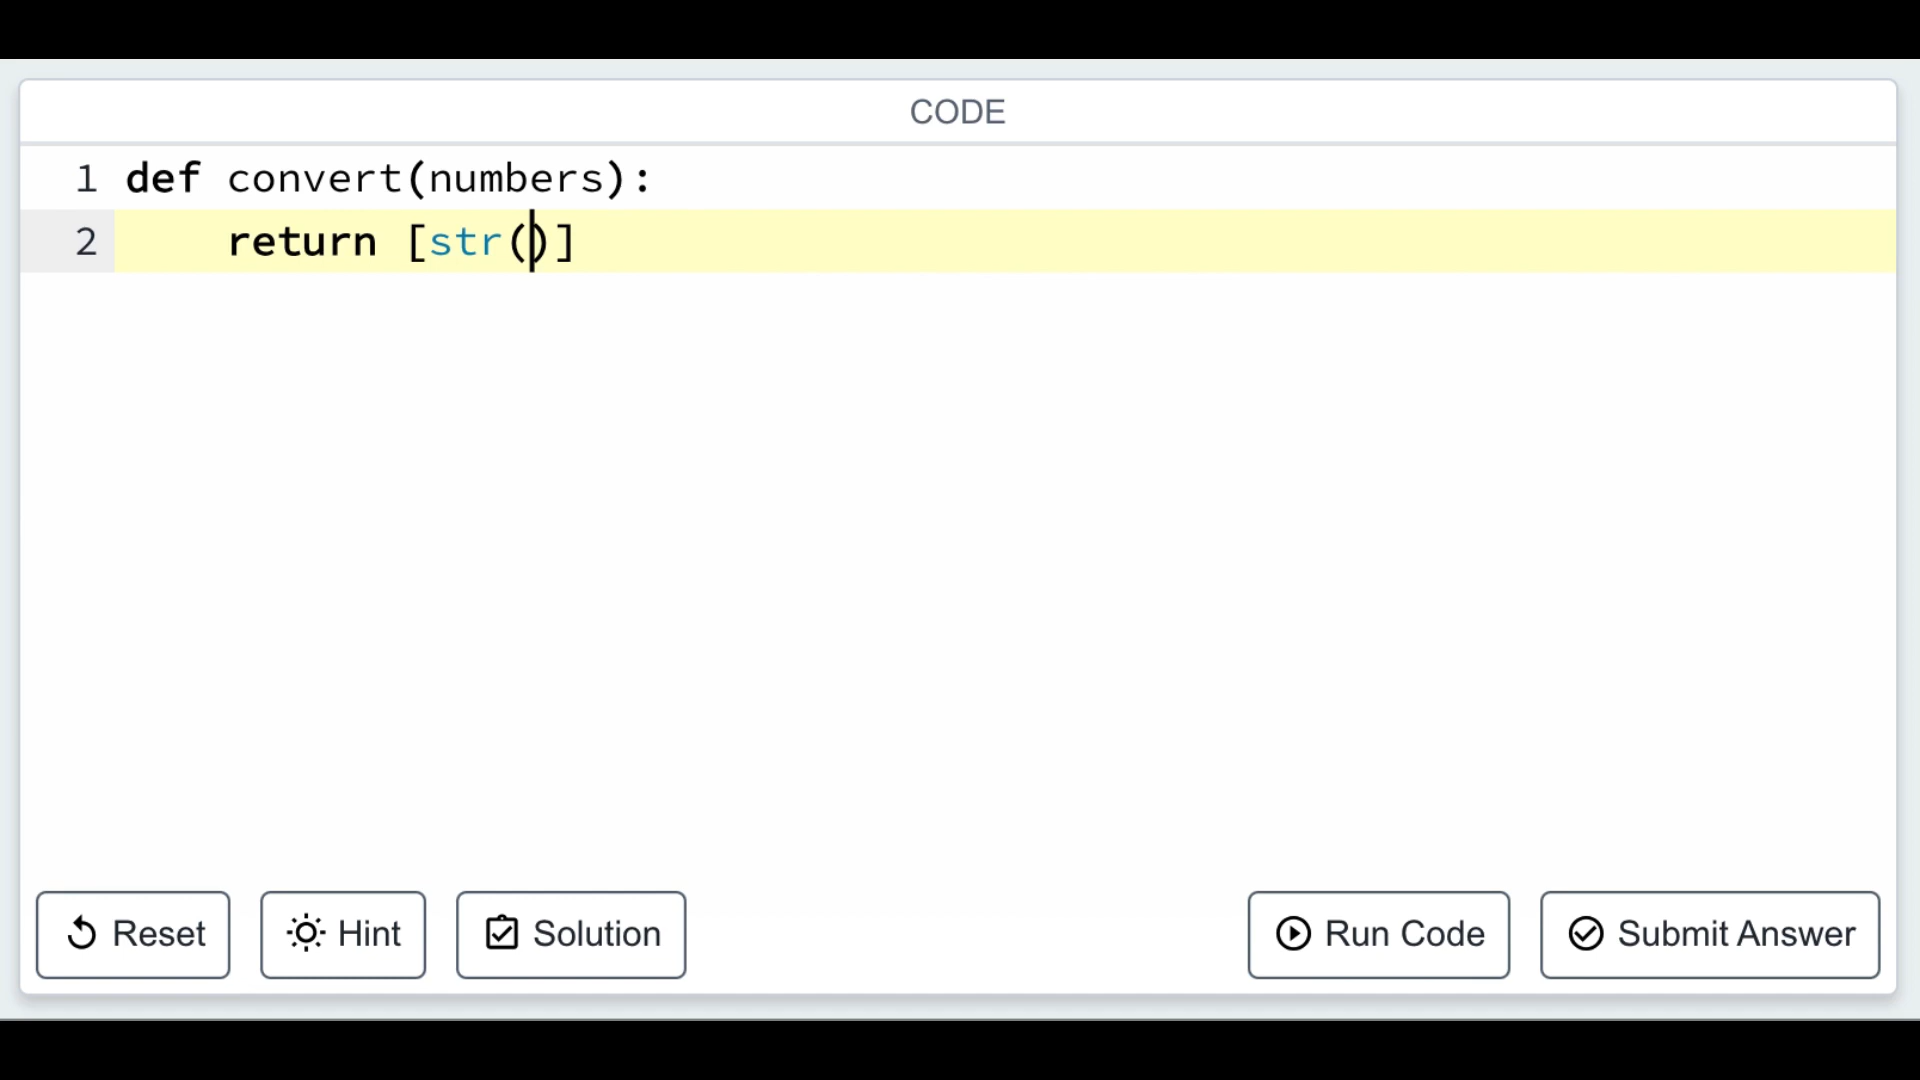 CODE
1 def convert(numbers):
2     return [str()]
Reset Hint Solution Run Code Submit Answer